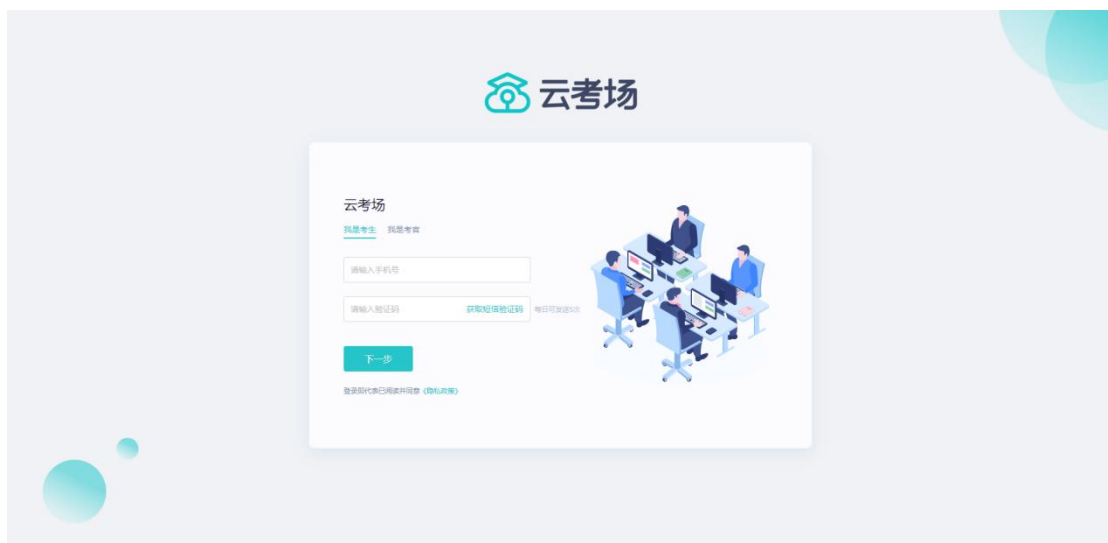 云考场
云考场
我是考生 我是考官
请输入手机号
请输入验证码 获取短信验证码 每日可发送5次
下一步
登录即代表已阅读并同意《隐私政策》